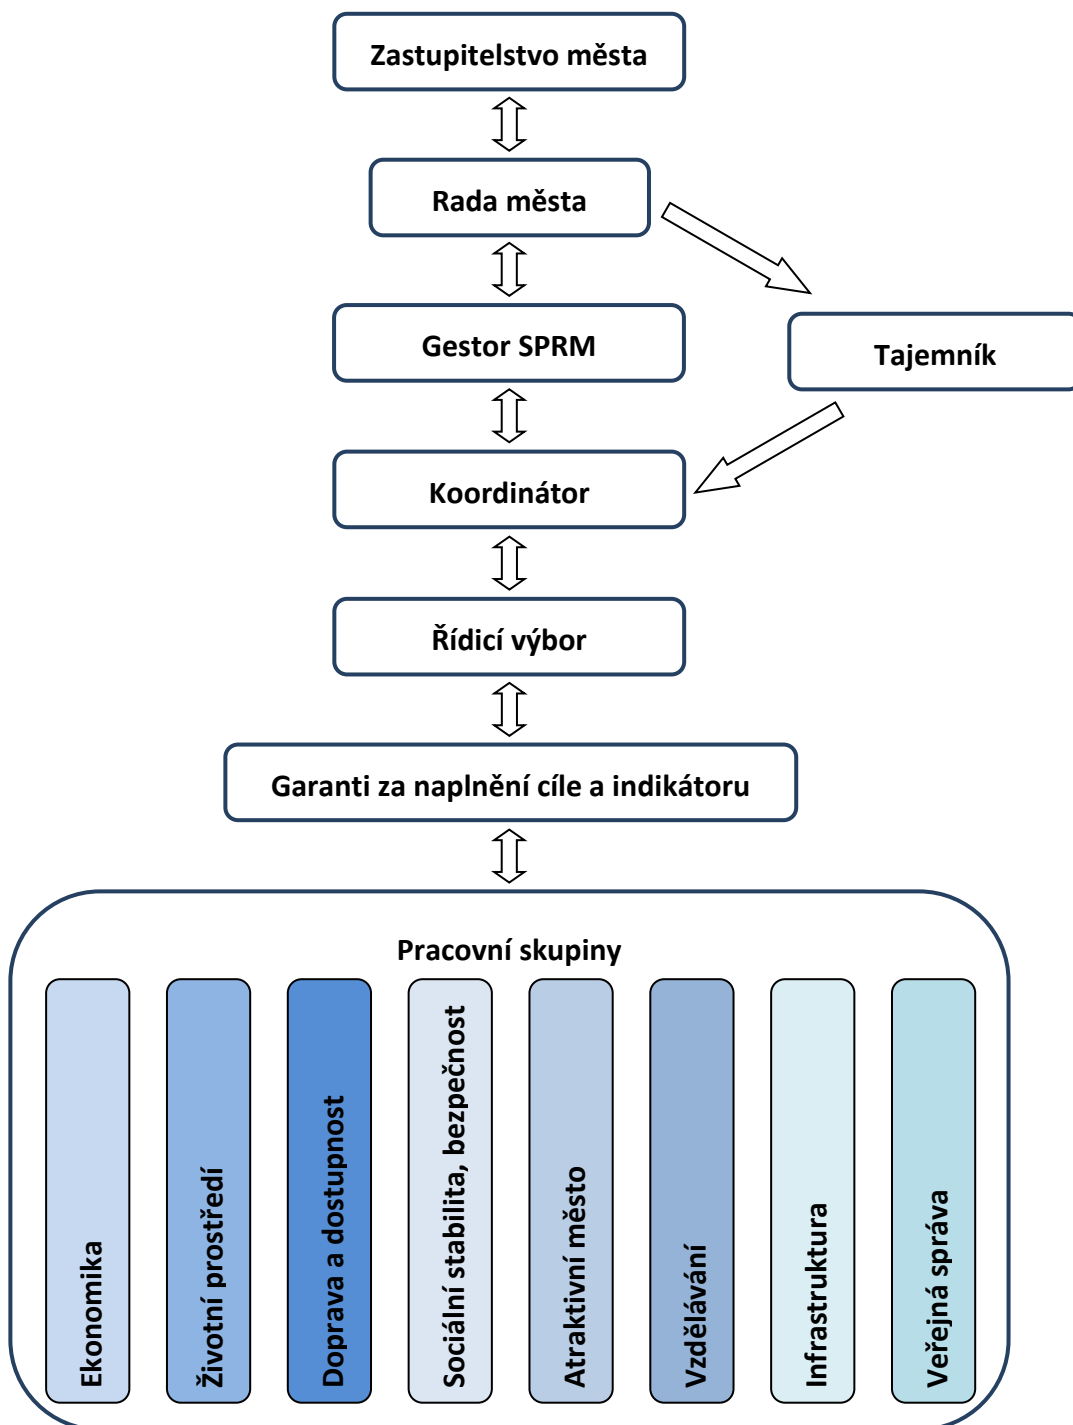 Zastupitelstvo města
Rada města
Gestor SPRM
Tajemník
Koordinátor
Řídicí výbor
Garanti za naplnění cíle a indikátoru
Pracovní skupiny
Ekonomika
Životní prostředí
Doprava a dostupnost
Sociální stabilita, bezpečnost
Atraktivní město
Vzdělávání
Infrastruktura
Veřejná správa